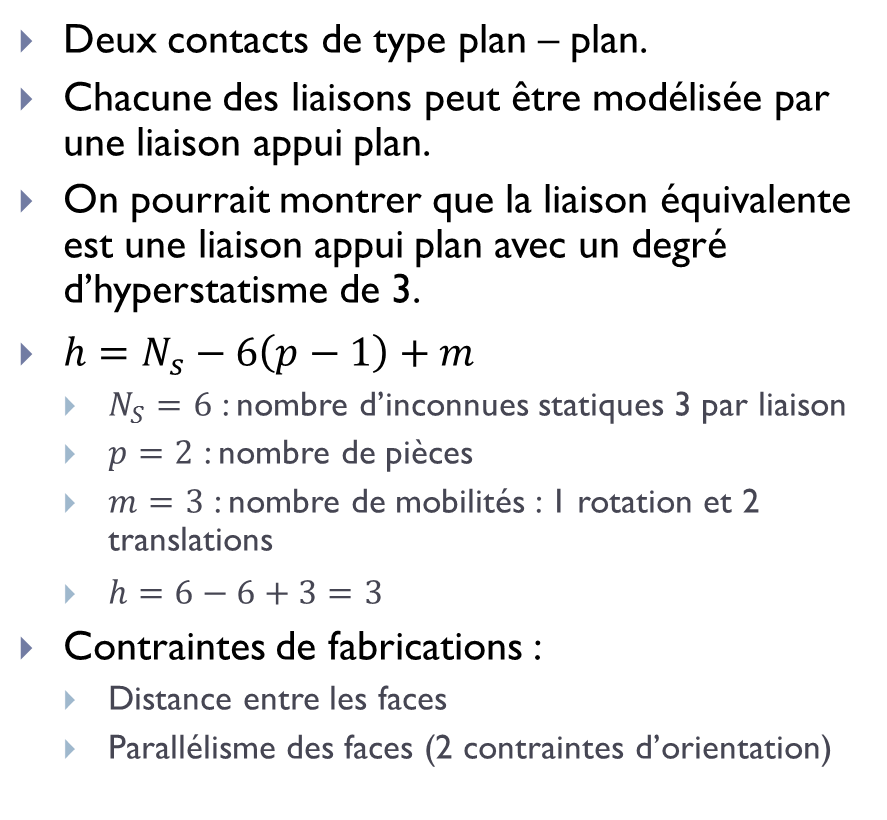 Deux contacts de type plan – plan.
Chacune des liaisons peut être modélisée par
une liaison appui plan.
On pourrait montrer que la liaison équivalente
est une liaison appui plan avec un degré
d’hyperstatisme de 3.
ℎ = 𝑁ₛ − 6(𝑝 − 1) + 𝑚
𝑁_S = 6 : nombre d’inconnues statiques 3 par liaison
𝑝 = 2 : nombre de pièces
𝑚 = 3 : nombre de mobilités : 1 rotation et 2
translations
ℎ = 6 − 6 + 3 = 3
Contraintes de fabrications :
Distance entre les faces
Parallélisme des faces (2 contraintes d’orientation)